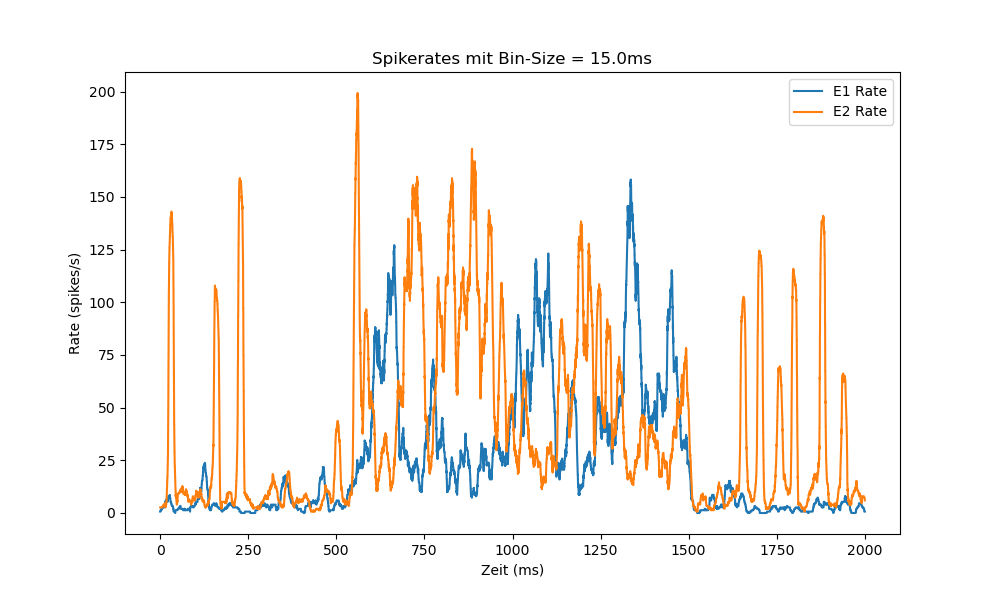 Spikerates mit Bin-Size = 15.0ms
E1 Rate
E2 Rate
Rate (spikes/s)
200
175
150
125
100
75
50
25
0
0 250 500 750 1000 1250 1500 1750 2000
Zeit (ms)